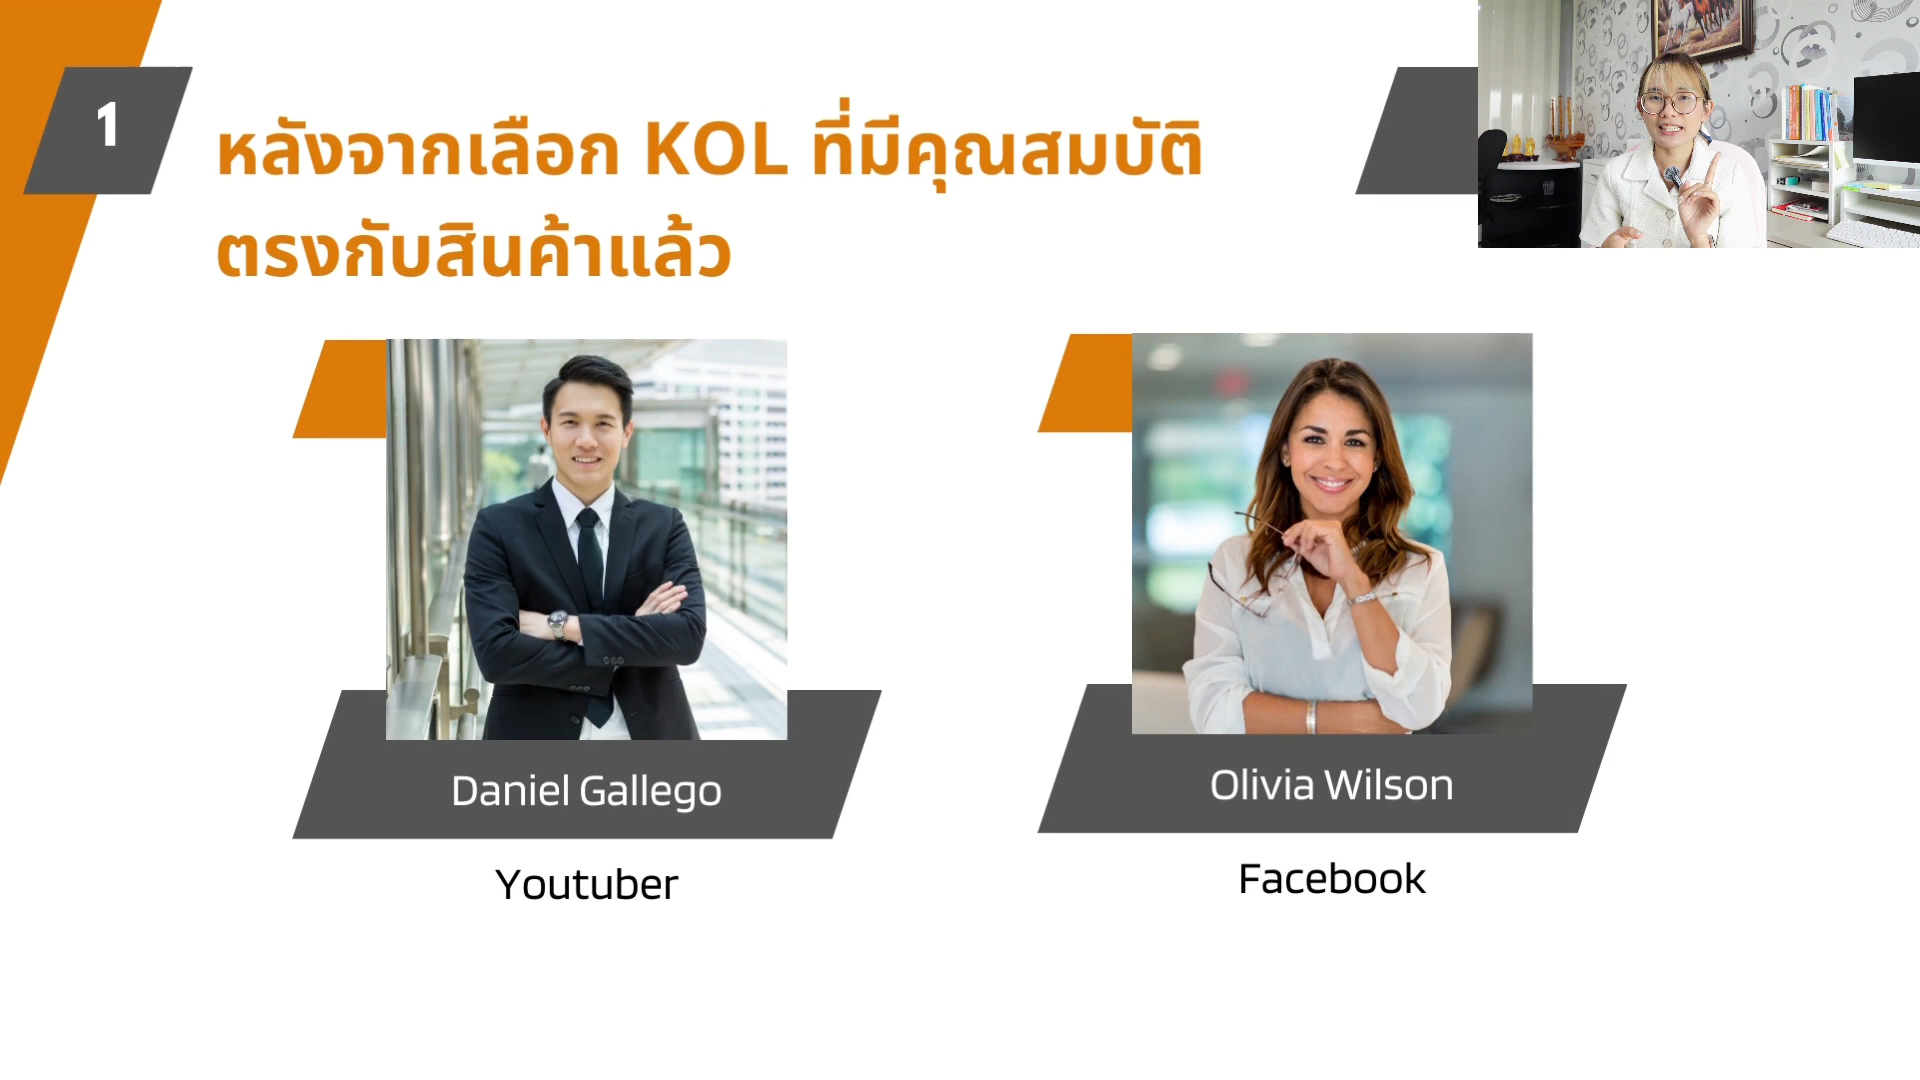 1
หลังจากเลือก KOL ที่มีคุณสมบัติ
ตรงกับสินค้าแล้ว
Daniel Gallego
Youtuber
Olivia Wilson
Facebook